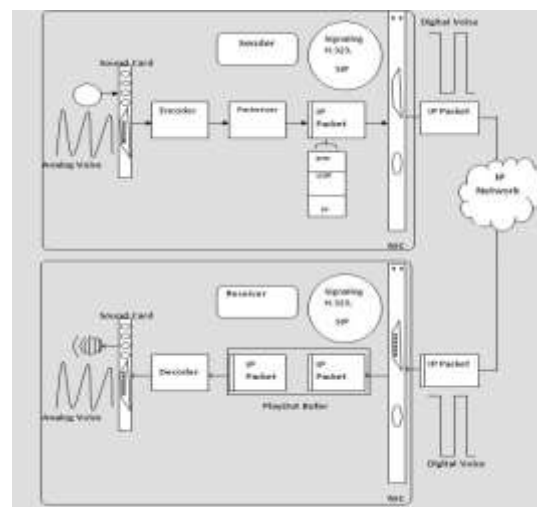 Digital Voice
Sender
Signaling
H.323,
SIP
Sound Card
Encoder
Packetizer
IP
Packet
IP Packet
Analog Voice
UDP
IP
IP
Network
NIC
Receiver
Signaling
H.323,
SIP
Sound Card
Decoder
IP
Packet
IP
Packet
IP Packet
PlayOut Bufer
Analog Voice
Digital Voice
NIC